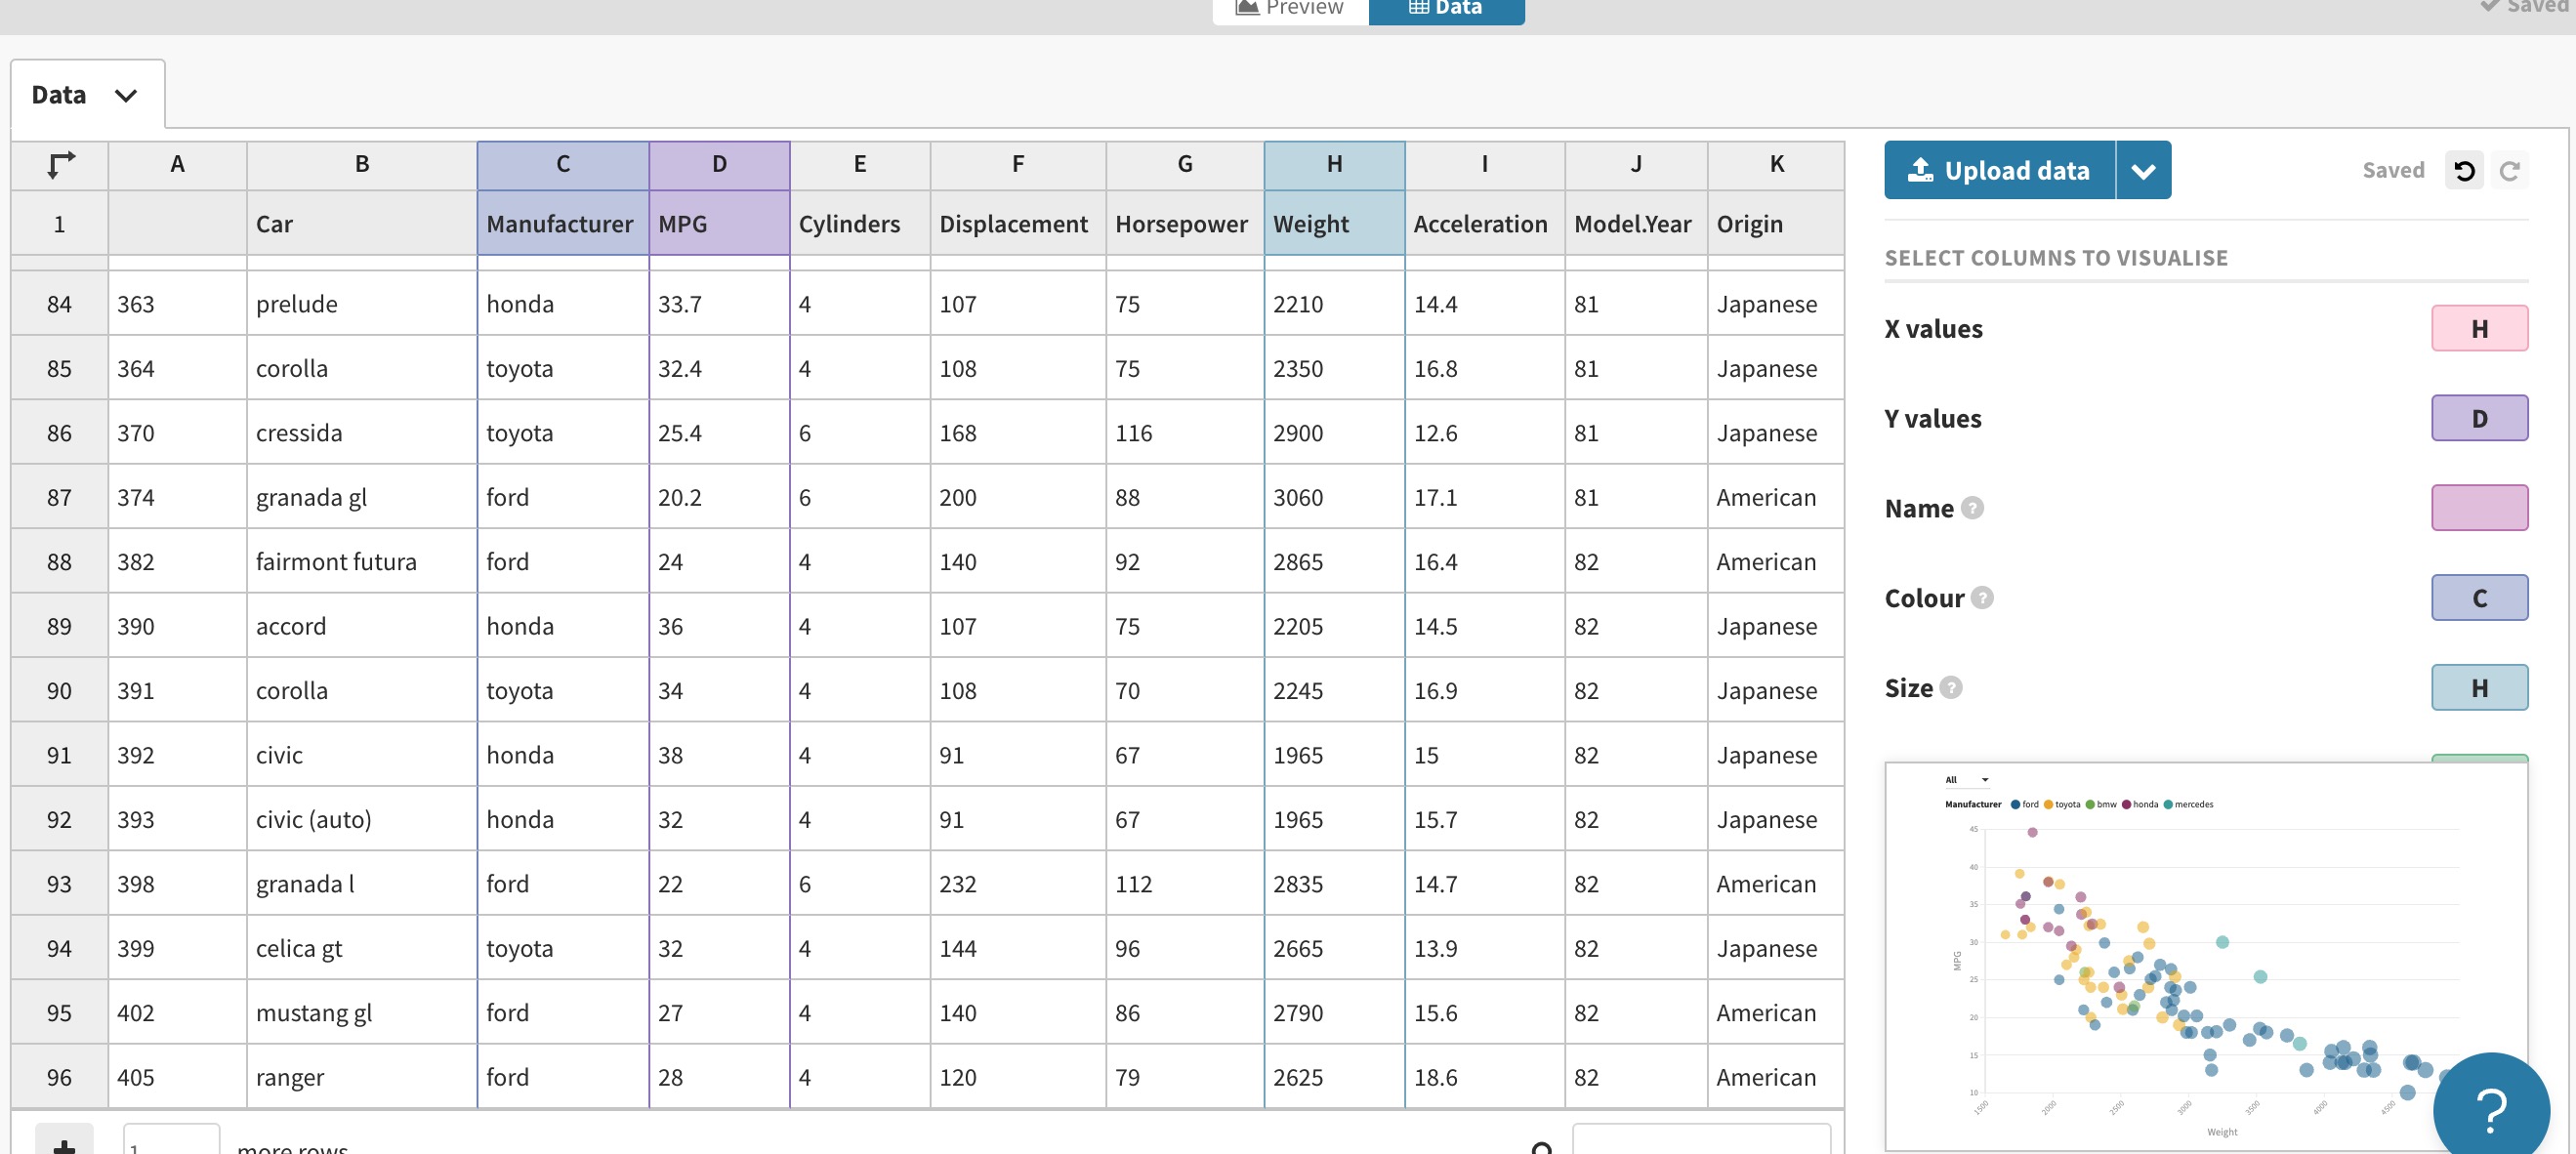 Preview Data Saved
Data
A B C D E F G H I J K
1 Car Manufacturer MPG Cylinders Displacement Horsepower Weight Acceleration Model.Year Origin
84 363 prelude honda 33.7 4 107 75 2210 14.4 81 Japanese
85 364 corolla toyota 32.4 4 108 75 2350 16.8 81 Japanese
86 370 cressida toyota 25.4 6 168 116 2900 12.6 81 Japanese
87 374 granada gl ford 20.2 6 200 88 3060 17.1 81 American
88 382 fairmont futura ford 24 4 140 92 2865 16.4 82 American
89 390 accord honda 36 4 107 75 2205 14.5 82 Japanese
90 391 corolla toyota 34 4 108 70 2245 16.9 82 Japanese
91 392 civic honda 38 4 91 67 1965 15 82 Japanese
92 393 civic (auto) honda 32 4 91 67 1965 15.7 82 Japanese
93 398 granada l ford 22 6 232 112 2835 14.7 82 American
94 399 celica gt toyota 32 4 144 96 2665 13.9 82 Japanese
95 402 mustang gl ford 27 4 140 86 2790 15.6 82 American
96 405 ranger ford 28 4 120 79 2625 18.6 82 American
1 more rows
Upload data Saved
SELECT COLUMNS TO VISUALISE
X values H
Y values D
Name ?
Colour ? C
Size ? H
All
Manufacturer ford toyota bmw honda mercedes
45
40
35
30
MPG
25
20
15
10
1500 2000 2500 3000 3500 4000 4500
Weight
?